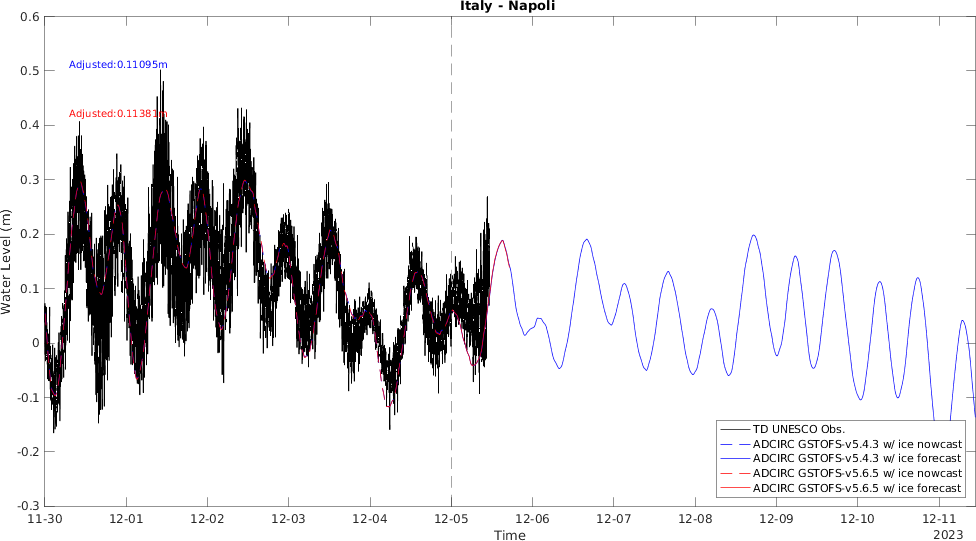 Italy - Napoli
0.6
0.5
0.4
0.3
0.2
0.1
0
-0.1
-0.2
-0.3
Water Level (m)
Adjusted:0.11095m
Adjusted:0.11381m
TD UNESCO Obs.
ADCIRC GSTOFS-v5.4.3 w/ ice nowcast
ADCIRC GSTOFS-v5.4.3 w/ ice forecast
ADCIRC GSTOFS-v5.6.5 w/ ice nowcast
ADCIRC GSTOFS-v5.6.5 w/ ice forecast
11-30 12-01 12-02 12-03 12-04 12-05 12-06 12-07 12-08 12-09 12-10 12-11
Time
2023